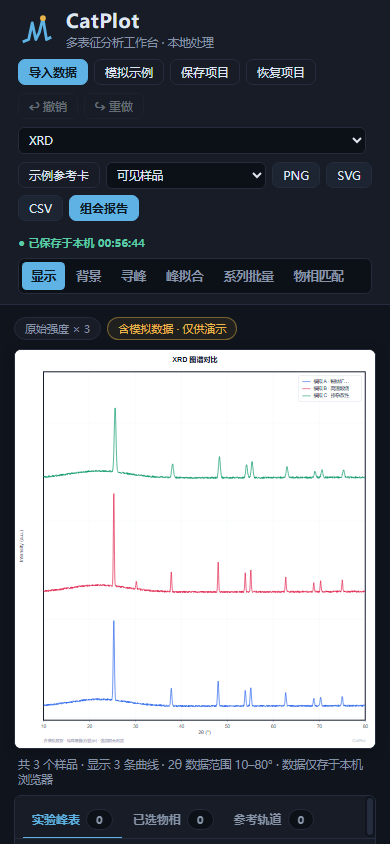 CatPlot
多表征分析工作台 · 本地处理
导入数据 模拟示例 保存项目 恢复项目
↩ 撤销 ↪ 重做
XRD
示例参考卡 可见样品 PNG SVG
CSV 组会报告
● 已保存于本机 00:56:44
显示 背景 寻峰 峰拟合 系列批量 物相匹配
原始强度 × 3 含模拟数据 · 仅供演示
XRD 图谱对比
Intensity (a.u.)
10 20 30 40 50 60 70 80
2θ (°)
CatPlot
共 3 个样品 · 显示 3 条曲线 · 2θ 数据范围 10–80° · 数据仅存于本机
浏览器
实验峰表 0 已选物相 0 参考轨道 0